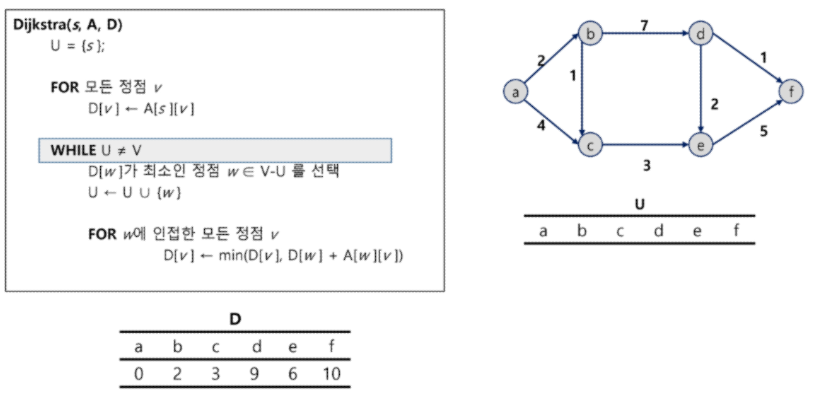 Dijkstra(s, A, D)
U = {s};
FOR 모든 정점 v
D[v] ← A[s][v]
WHILE U ≠ V
D[w]가 최소인 정점 w ∈ V-U 를 선택
U ← U ∪ {w}
FOR w에 인접한 모든 정점 v
D[v] ← min(D[v], D[w] + A[w][v])
b 7 d
2 1 1
a f
2
4 5
c e
3
U
a b c d e f
D
a b c d e f
0 2 3 9 6 10